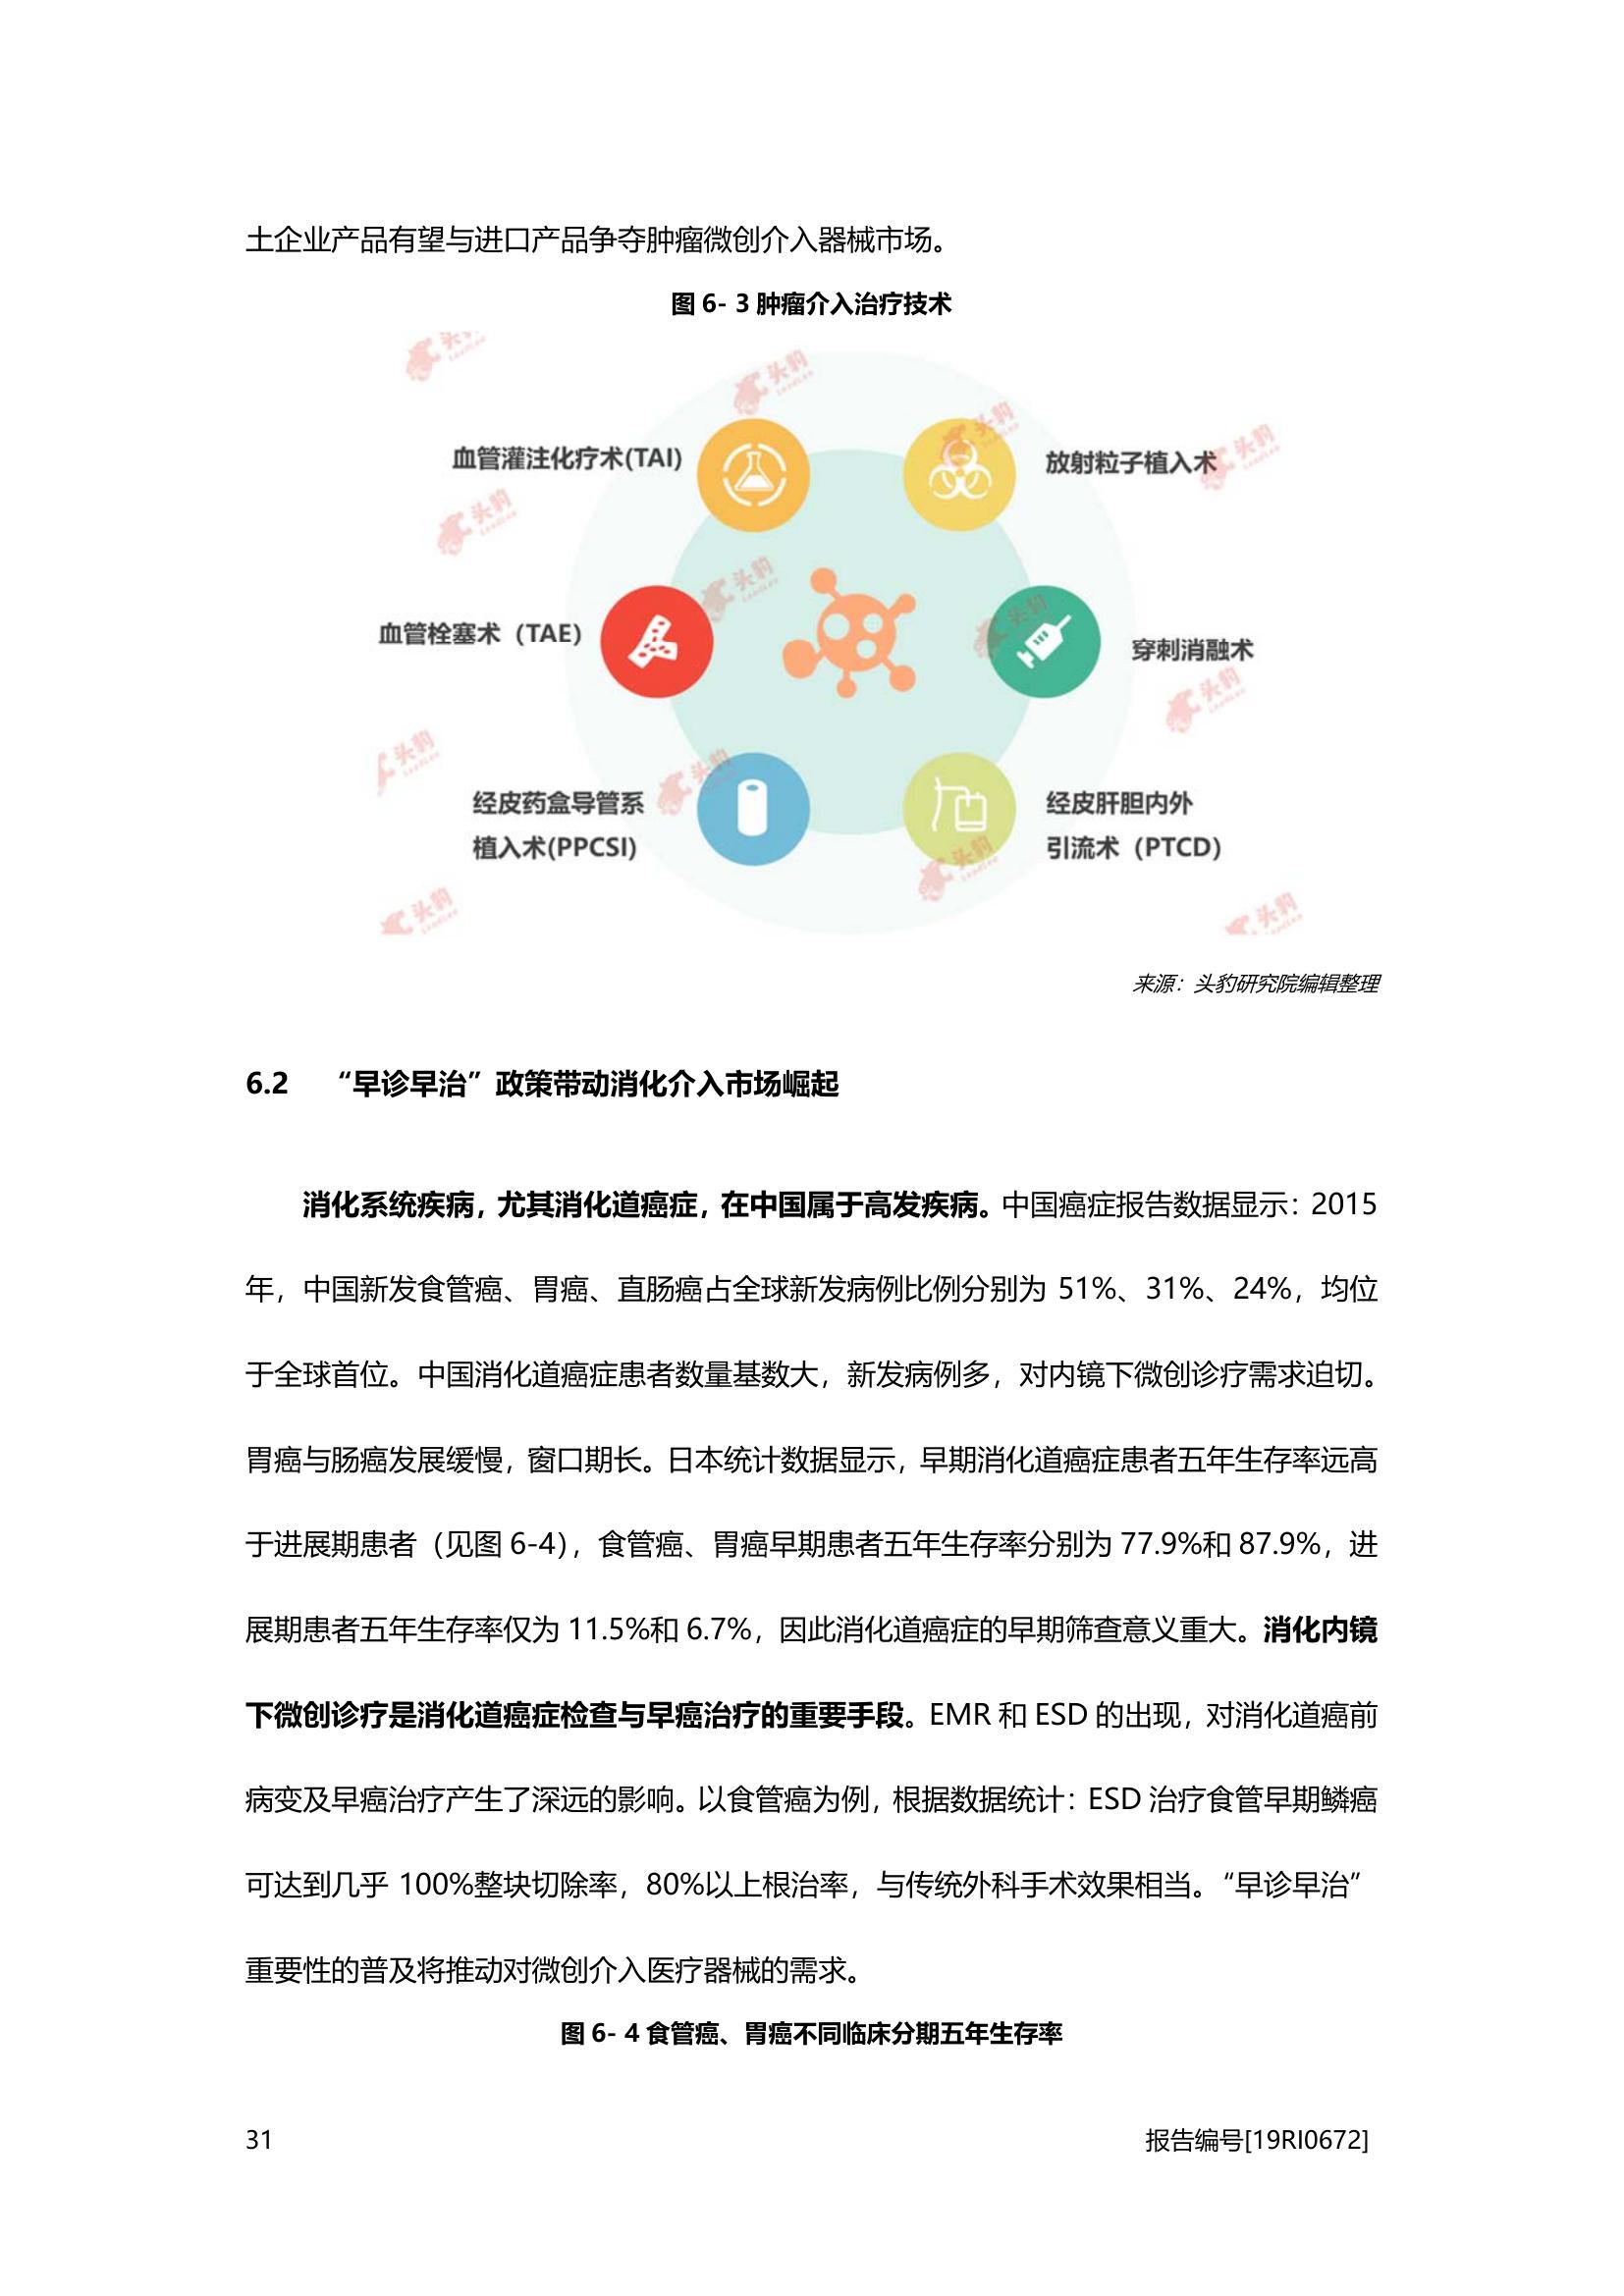 土企业产品有望与进口产品争夺肿瘤微创介入器械市场。
图 6- 3 肿瘤介入治疗技术
血管灌注化疗术(TAI)
放射粒子植入术
血管栓塞术（TAE）
穿刺消融术
经皮药盒导管系
植入术(PPCSI)
经皮肝胆内外
引流术（PTCD）
头豹
LeadLeo
来源：头豹研究院编辑整理
6.2 “早诊早治”政策带动消化介入市场崛起
消化系统疾病，尤其消化道癌症，在中国属于高发疾病。中国癌症报告数据显示：2015
年，中国新发食管癌、胃癌、直肠癌占全球新发病例比例分别为 51%、31%、24%，均位
于全球首位。中国消化道癌症患者数量基数大，新发病例多，对内镜下微创诊疗需求迫切。
胃癌与肠癌发展缓慢，窗口期长。日本统计数据显示，早期消化道癌症患者五年生存率远高
于进展期患者（见图 6-4），食管癌、胃癌早期患者五年生存率分别为 77.9%和 87.9%，进
展期患者五年生存率仅为 11.5%和 6.7%，因此消化道癌症的早期筛查意义重大。消化内镜
下微创诊疗是消化道癌症检查与早癌治疗的重要手段。EMR 和 ESD 的出现，对消化道癌前
病变及早癌治疗产生了深远的影响。以食管癌为例，根据数据统计：ESD 治疗食管早期鳞癌
可达到几乎 100%整块切除率，80%以上根治率，与传统外科手术效果相当。“早诊早治”
重要性的普及将推动对微创介入医疗器械的需求。
图 6- 4 食管癌、胃癌不同临床分期五年生存率
31
报告编号[19RI0672]